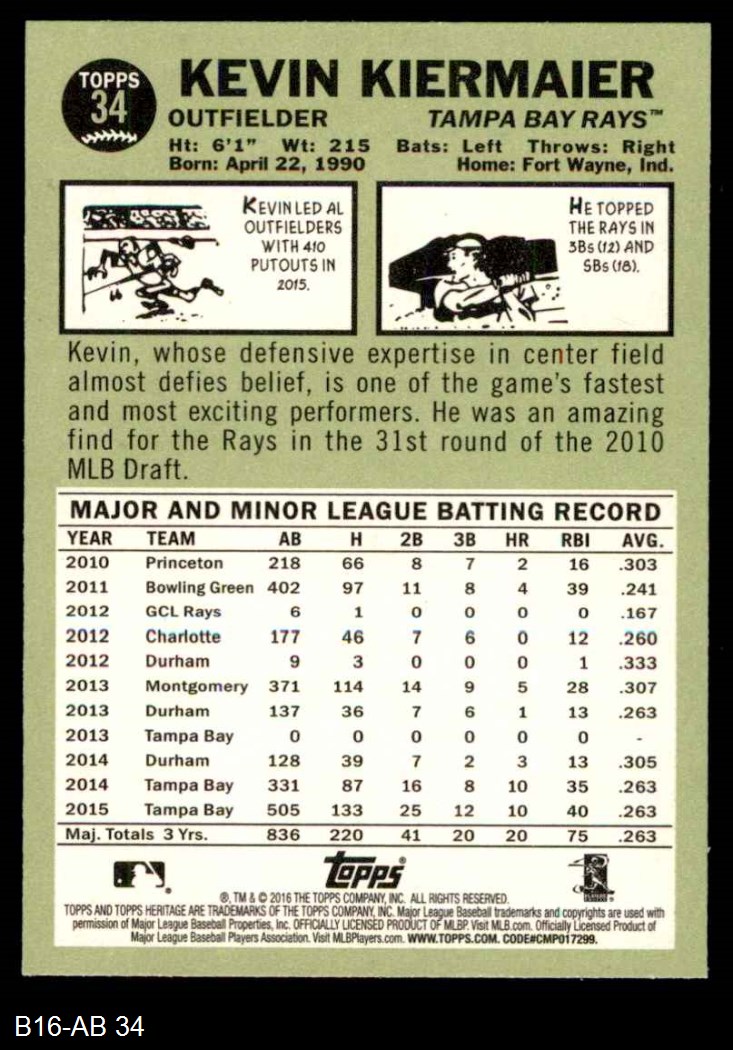 TOPPS
34
KEVIN KIERMAIER
OUTFIELDER TAMPA BAY RAYS™
Ht: 6'1" Wt: 215 Bats: Left Throws: Right
Born: April 22, 1990 Home: Fort Wayne, Ind.
KEVIN LED AL
OUTFIELDERS
WITH 410
PUTOUTS IN
2015.
HE TOPPED
THE RAYS IN
3Bs (12) AND
SBs (18).
Kevin, whose defensive expertise in center field
almost defies belief, is one of the game's fastest
and most exciting performers. He was an amazing
find for the Rays in the 31st round of the 2010
MLB Draft.
MAJOR AND MINOR LEAGUE BATTING RECORD
YEAR TEAM AB H 2B 3B HR RBI AVG.
2010 Princeton 218 66 8 7 2 16 .303
2011 Bowling Green 402 97 11 8 4 39 .241
2012 GCL Rays 6 1 0 0 0 0 .167
2012 Charlotte 177 46 7 6 0 12 .260
2012 Durham 9 3 0 0 0 1 .333
2013 Montgomery 371 114 14 9 5 28 .307
2013 Durham 137 36 7 6 1 13 .263
2013 Tampa Bay 0 0 0 0 0 0 -
2014 Durham 128 39 7 2 3 13 .305
2014 Tampa Bay 331 87 16 8 10 35 .263
2015 Tampa Bay 505 133 25 12 10 40 .263
Maj. Totals 3 Yrs. 836 220 41 20 20 75 .263
Topps®
®, TM & © 2016 THE TOPPS COMPANY, INC. ALL RIGHTS RESERVED.
TOPPS AND TOPPS HERITAGE ARE TRADEMARKS OF THE TOPPS COMPANY, INC. Major League Baseball trademarks and copyrights are used with
permission of Major League Baseball Properties, Inc. OFFICIALLY LICENSED PRODUCT OF MLBP. Visit MLB.com. Officially Licensed Product of
Major League Baseball Players Association. Visit MLBPlayers.com. WWW.TOPPS.COM. CODE#CMP017299.
B16-AB 34